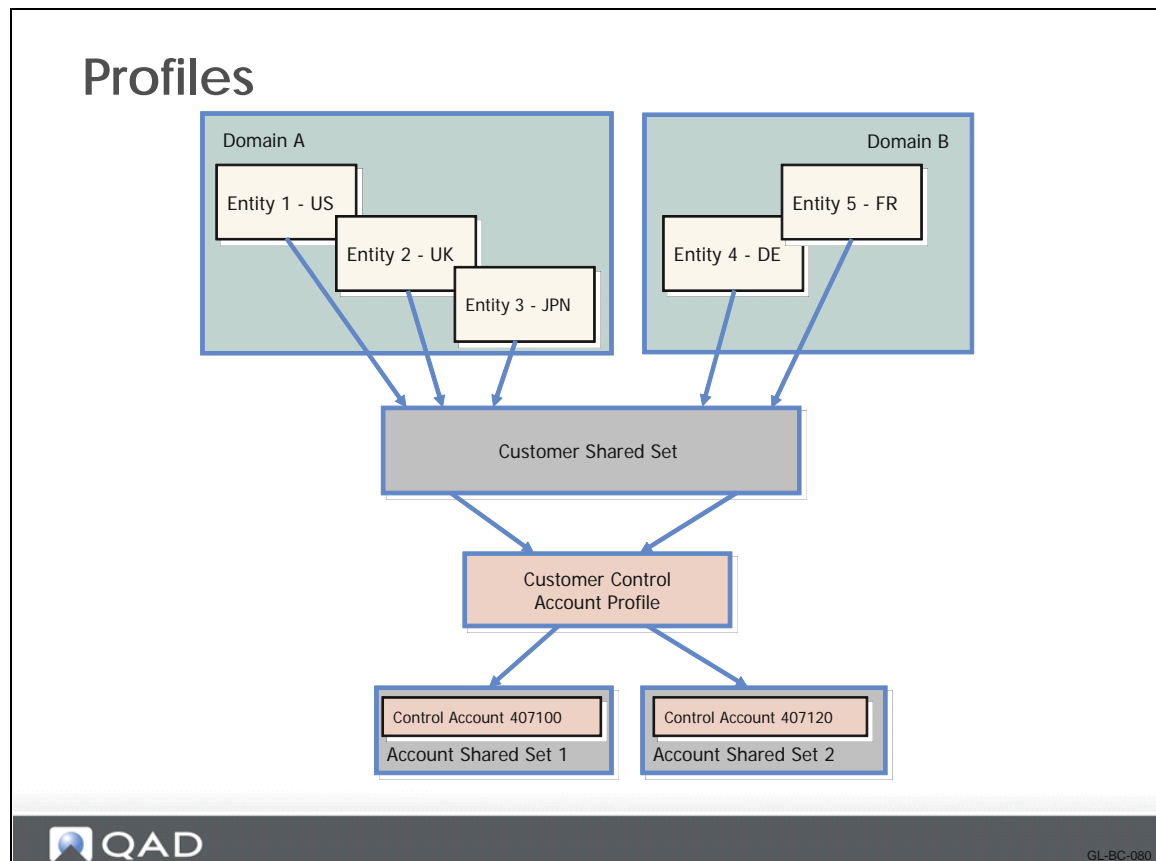 Profiles
Domain A
Entity 1 - US
Entity 2 - UK
Entity 3 - JPN
Domain B
Entity 5 - FR
Entity 4 - DE
Customer Shared Set
Customer Control
Account Profile
Control Account 407100
Account Shared Set 1
Control Account 407120
Account Shared Set 2
QAD
GL-BC-080